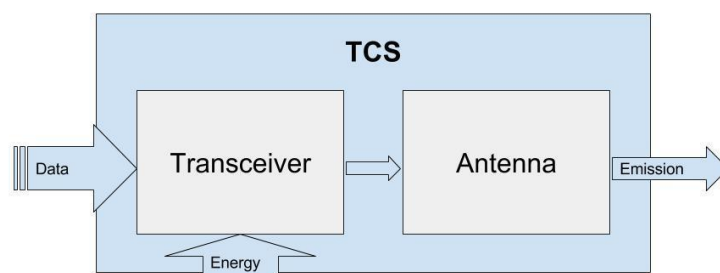 TCS
Data
Transceiver
Antenna
Emission
Energy